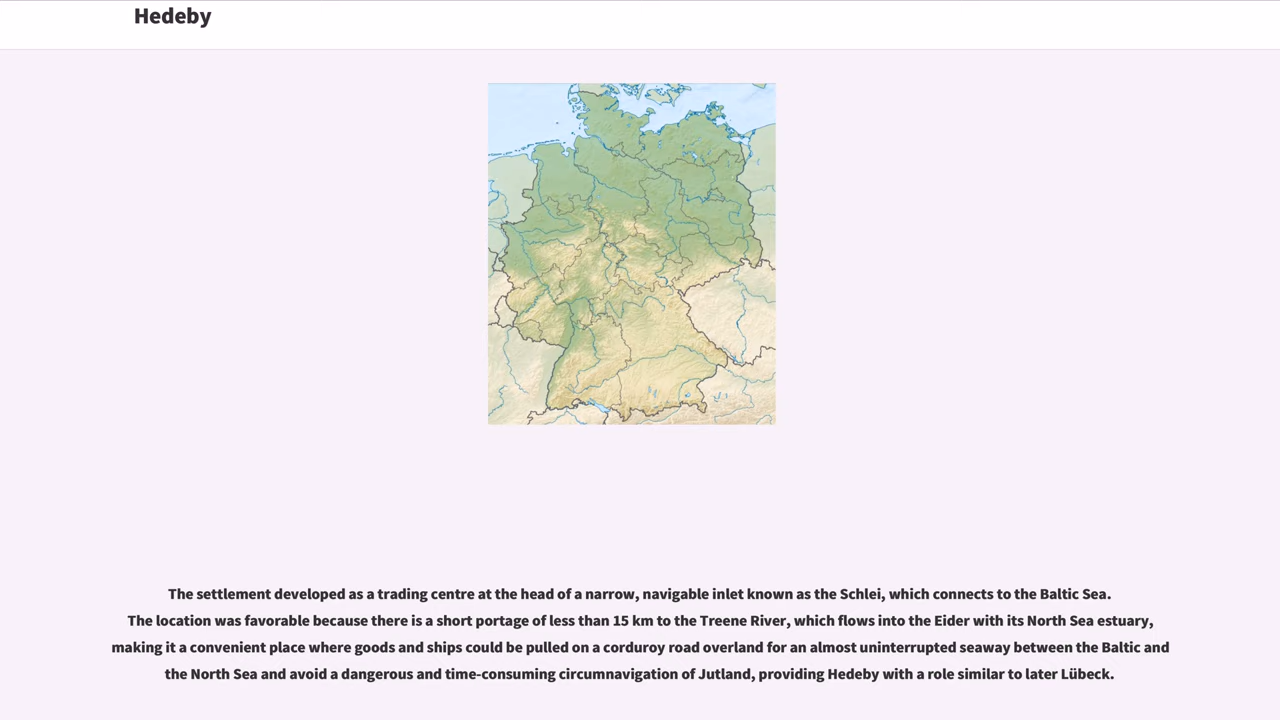 Hedeby
The settlement developed as a trading centre at the head of a narrow, navigable inlet known as the Schlei, which connects to the Baltic Sea.
The location was favorable because there is a short portage of less than 15 km to the Treene River, which flows into the Eider with its North Sea estuary,
making it a convenient place where goods and ships could be pulled on a corduroy road overland for an almost uninterrupted seaway between the Baltic and
the North Sea and avoid a dangerous and time-consuming circumnavigation of Jutland, providing Hedeby with a role similar to later Lübeck.